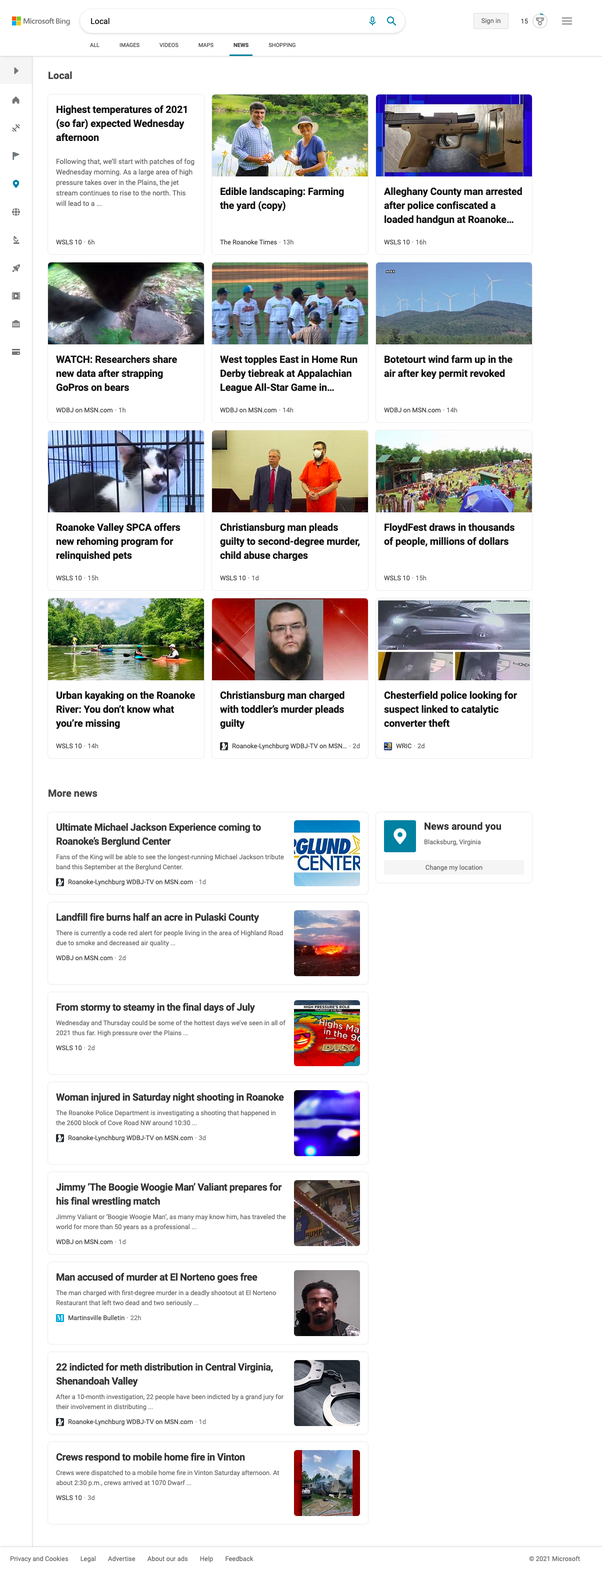 Microsoft Bing
Local
Sign in
15
ALL
IMAGES
VIDEOS
MAPS
NEWS
SHOPPING
Local
Highest temperatures of 2021
(so far) expected Wednesday
afternoon
Following that, we'll start with patches of fog
Wednesday morning. As a large area of high
pressure takes over in the Plains, the jet
stream continues to rise to the north. This
will lead to a ...
WSLS 10 · 6h
Edible landscaping: Farming
the yard (copy)
The Roanoke Times · 13h
Alleghany County man arrested
after police confiscated a
loaded handgun at Roanoke...
WSLS 10 · 16h
WATCH: Researchers share
new data after strapping
GoPros on bears
WDBJ on MSN.com · 1h
West topples East in Home Run
Derby tiebreak at Appalachian
League All-Star Game in...
WDBJ on MSN.com · 14h
Botetourt wind farm up in the
air after key permit revoked
WDBJ on MSN.com · 14h
Roanoke Valley SPCA offers
new rehoming program for
relinquished pets
WSLS 10 · 15h
Christiansburg man pleads
guilty to second-degree murder,
child abuse charges
WSLS 10 · 1d
FloydFest draws in thousands
of people, millions of dollars
WSLS 10 · 15h
Urban kayaking on the Roanoke
River: You don't know what
you're missing
WSLS 10 · 14h
Christiansburg man charged
with toddler's murder pleads
guilty
Roanoke-Lynchburg WDBJ-TV on MSN... · 2d
Chesterfield police looking for
suspect linked to catalytic
converter theft
WRIC · 2d
More news
Ultimate Michael Jackson Experience coming to
Roanoke's Berglund Center
Fans of the King will be able to see the longest-running Michael Jackson tribute
band this September at the Berglund Center.
Roanoke-Lynchburg WDBJ-TV on MSN.com · 1d
RGLUND
CENTER
News around you
Blacksburg, Virginia
Change my location
Landfill fire burns half an acre in Pulaski County
There is currently a code red alert for people living in the area of Highland Road
due to smoke and decreased air quality ...
WDBJ on MSN.com · 2d
From stormy to steamy in the final days of July
Wednesday and Thursday could be some of the hottest days we've seen in all of
2021 thus far. High pressure over the Plains ...
WSLS 10 · 2d
HIGH PRESSURE'S ROLE
Highs Ma
in the 90
DRY
Woman injured in Saturday night shooting in Roanoke
The Roanoke Police Department is investigating a shooting that happened in
the 2600 block of Cove Road NW around 10:30 ...
Roanoke-Lynchburg WDBJ-TV on MSN.com · 3d
Jimmy 'The Boogie Woogie Man' Valiant prepares for
his final wrestling match
Jimmy Valiant or 'Boogie Woogie Man', as many may know him, has traveled the
world for more than 50 years as a professional ...
WDBJ on MSN.com · 1d
Man accused of murder at El Norteno goes free
The man charged with first-degree murder in a deadly shootout at El Norteno
Restaurant that left two dead and two seriously ...
Martinsville Bulletin · 22h
22 indicted for meth distribution in Central Virginia,
Shenandoah Valley
After a 10-month investigation, 22 people have been indicted by a grand jury for
their involvement in distributing ...
Roanoke-Lynchburg WDBJ-TV on MSN.com · 1d
Crews respond to mobile home fire in Vinton
Crews were dispatched to a mobile home fire in Vinton Saturday afternoon. At
about 2:30 p.m., crews arrived at 1070 Dwarf ...
WSLS 10 · 3d
Privacy and Cookies
Legal
Advertise
About our ads
Help
Feedback
© 2021 Microsoft